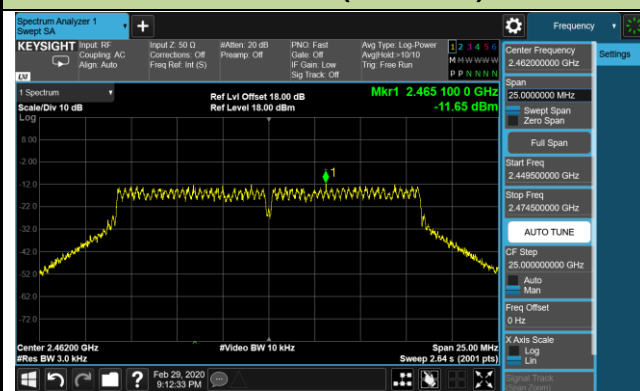 Spectrum Analyzer 1
Swept SA
+
Frequency
KEYSIGHT
Input: RF
Coupling: AC
Align: Auto
Input Z: 50 Ω
Corrections: Off
Freq Ref: Int (S)
#Atten: 20 dB
Preamp: Off
PNO: Fast
Gate: Off
IF Gain: Low
Sig Track: Off
Avg Type: Log-Power
Avg|Hold:>10/10
Trig: Free Run
1 2 3 4 5 6
M W W W W W
P P N N N N
LXI
1 Spectrum
Scale/Div 10 dB
Ref Lvl Offset 18.00 dB
Ref Level 18.00 dBm
Mkr1 2.465 100 0 GHz
-11.65 dBm
Log
8.00
-2.00
-12.0
-22.0
-32.0
-42.0
-52.0
-62.0
-72.0
1
Center 2.46200 GHz
#Res BW 3.0 kHz
#Video BW 10 kHz
Span 25.00 MHz
Sweep 2.64 s (2001 pts)
Center Frequency
2.462000000 GHz
Settings
Span
25.0000000 MHz
Swept Span
Zero Span
Full Span
Start Freq
2.449500000 GHz
Stop Freq
2.474500000 GHz
AUTO TUNE
CF Step
25.000000000 GHz
Auto
Man
Freq Offset
0 Hz
X Axis Scale
Log
Lin
Signal Track
(Span Zoom)
?
Feb 29, 2020
9:12:33 PM